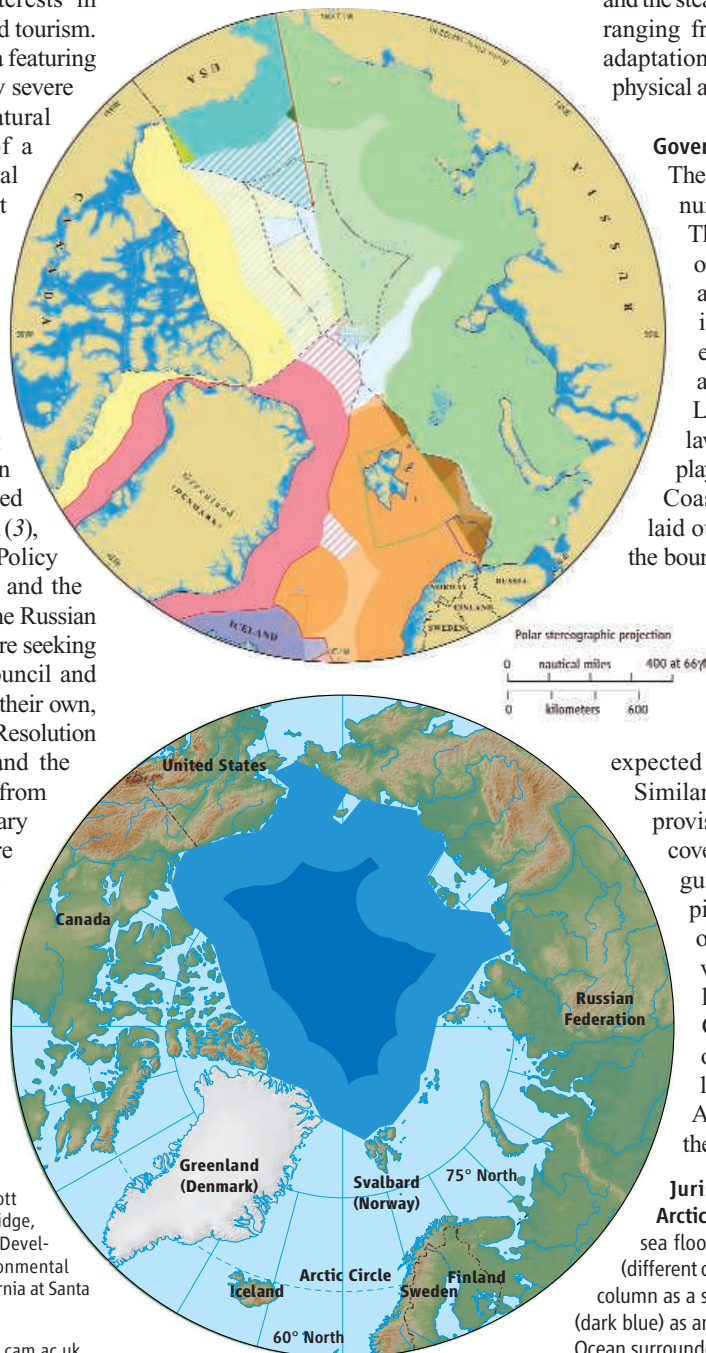 terests in
d tourism.
a featuring
y severe
atural
of a
al
t
n
ed
(3),
Policy
and the
he Russian
re seeking
ouncil and
their own,
Resolution
and the
from
ary
re
ott
idge,
Devel-
onmental
rnia at Santa
cam.ac.uk
USA
CANADA
RUSSIA
Greenland
(DENMARK)
ICELAND
NORWAY
RUSSIA
FINLAND
SWEDEN
Polar stereographic projection
0 nautical miles 400 at 66
0 kilometers 600
United States
Canada
Russian
Federation
Greenland
(Denmark)
Svalbard
(Norway)
75° North
Arctic Circle
Iceland
Sweden
Finland
60° North
and the stea
ranging fr
adaptation
physical a
Gover
The
nu
Th
o
a
i
e
a
L
law
play
Coas
laid ou
the boun
expected
Similar
provis
cove
gu
pi
o
v
l
C
o
l
A
the
Juri
Arctic
sea floo
(different c
column as a s
(dark blue) as an
Ocean surround